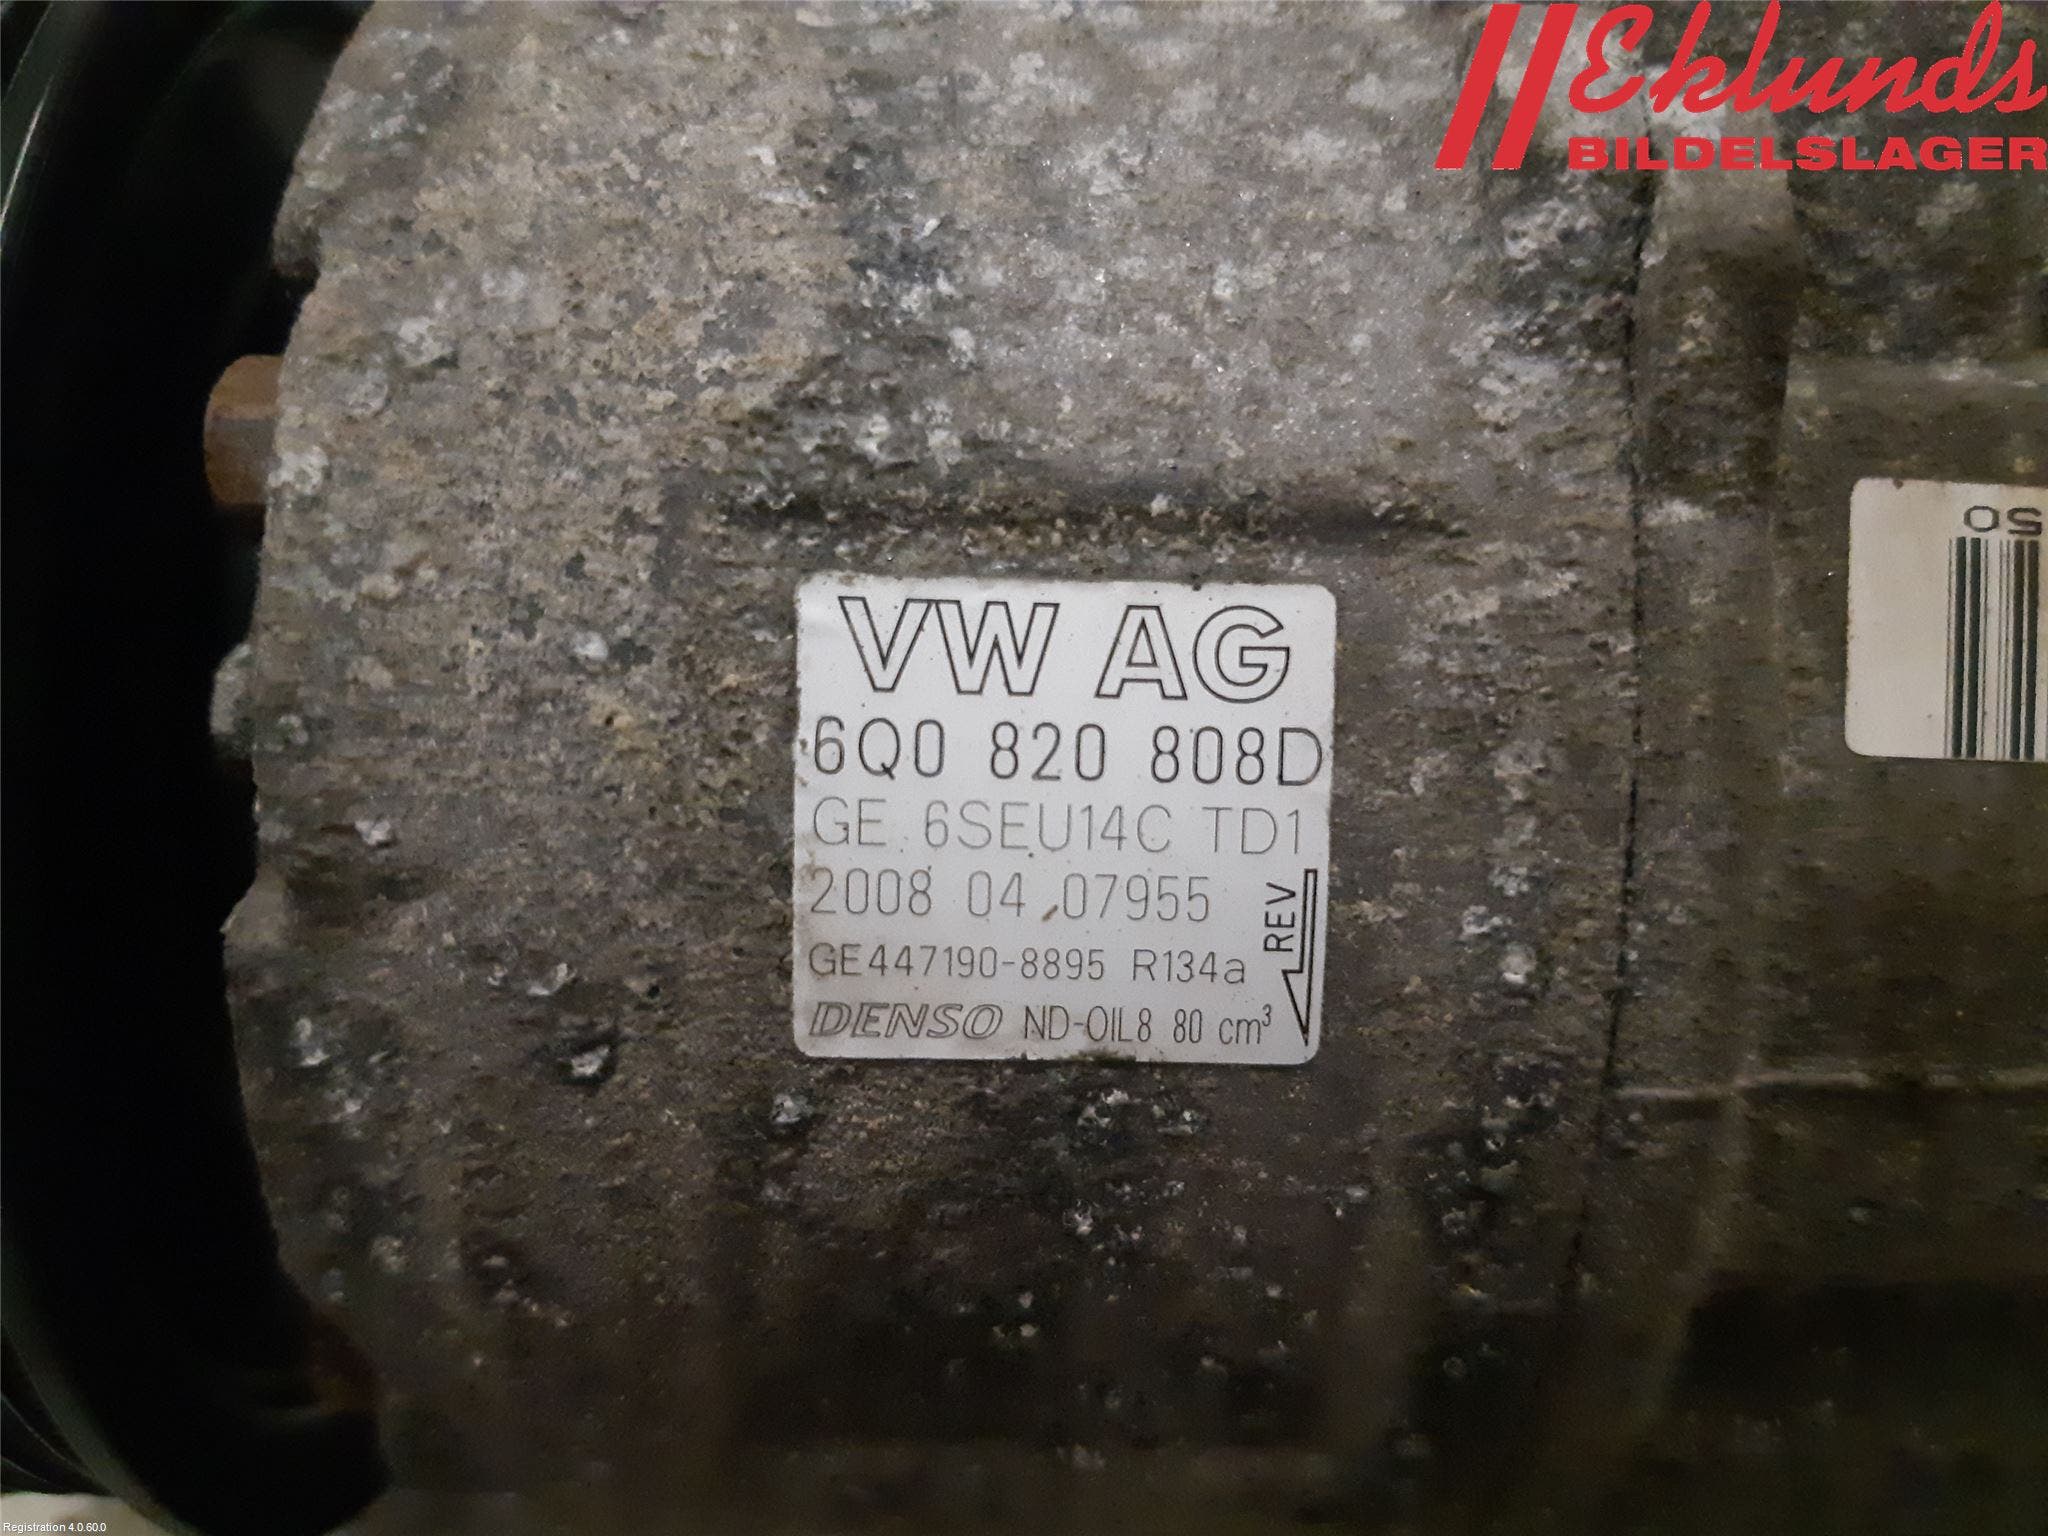 Eklunds
BILDELSLAGER
50
VW AG
6Q0 820 808D
GE 6SEU14C TD1
2008 04 07955
REV
GE447190-8895 R134a
DENSO ND-OIL8 80 cm³
Registration 4.0.60.0